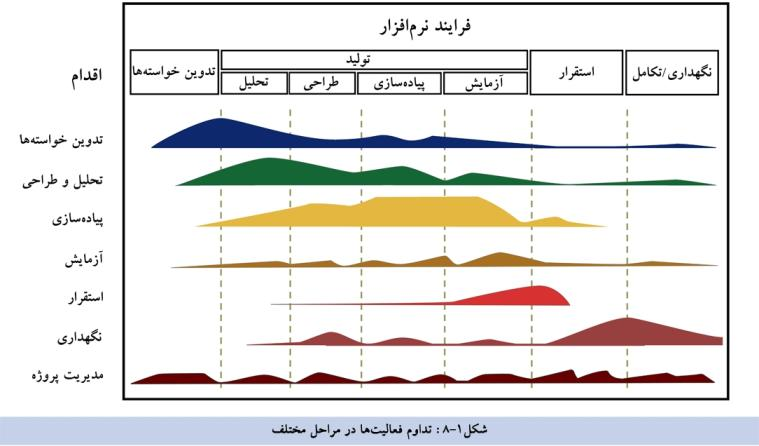 فرایند نرم‌افزار
اقدام
تدوین خواسته‌ها
تولید
تحلیل
طراحی
پیاده‌سازی
آزمایش
استقرار
نگهداری/تکامل
تدوین خواسته‌ها
تحلیل و طراحی
پیاده‌سازی
آزمایش
استقرار
نگهداری
مدیریت پروژه
شکل۱-۸: تداوم فعالیت‌ها در مراحل مختلف